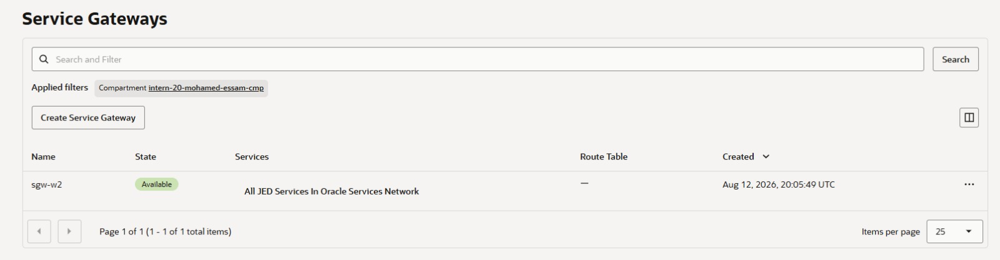 Service Gateways
Search and Filter
Search
Applied filters Compartment intern-20-mohamed-essam-cmp
Create Service Gateway
Name State Services Route Table Created
sgw-w2 Available All JED Services In Oracle Services Network — Aug 12, 2026, 20:05:49 UTC ...
Page 1 of 1 (1 - 1 of 1 total items) Items per page 25